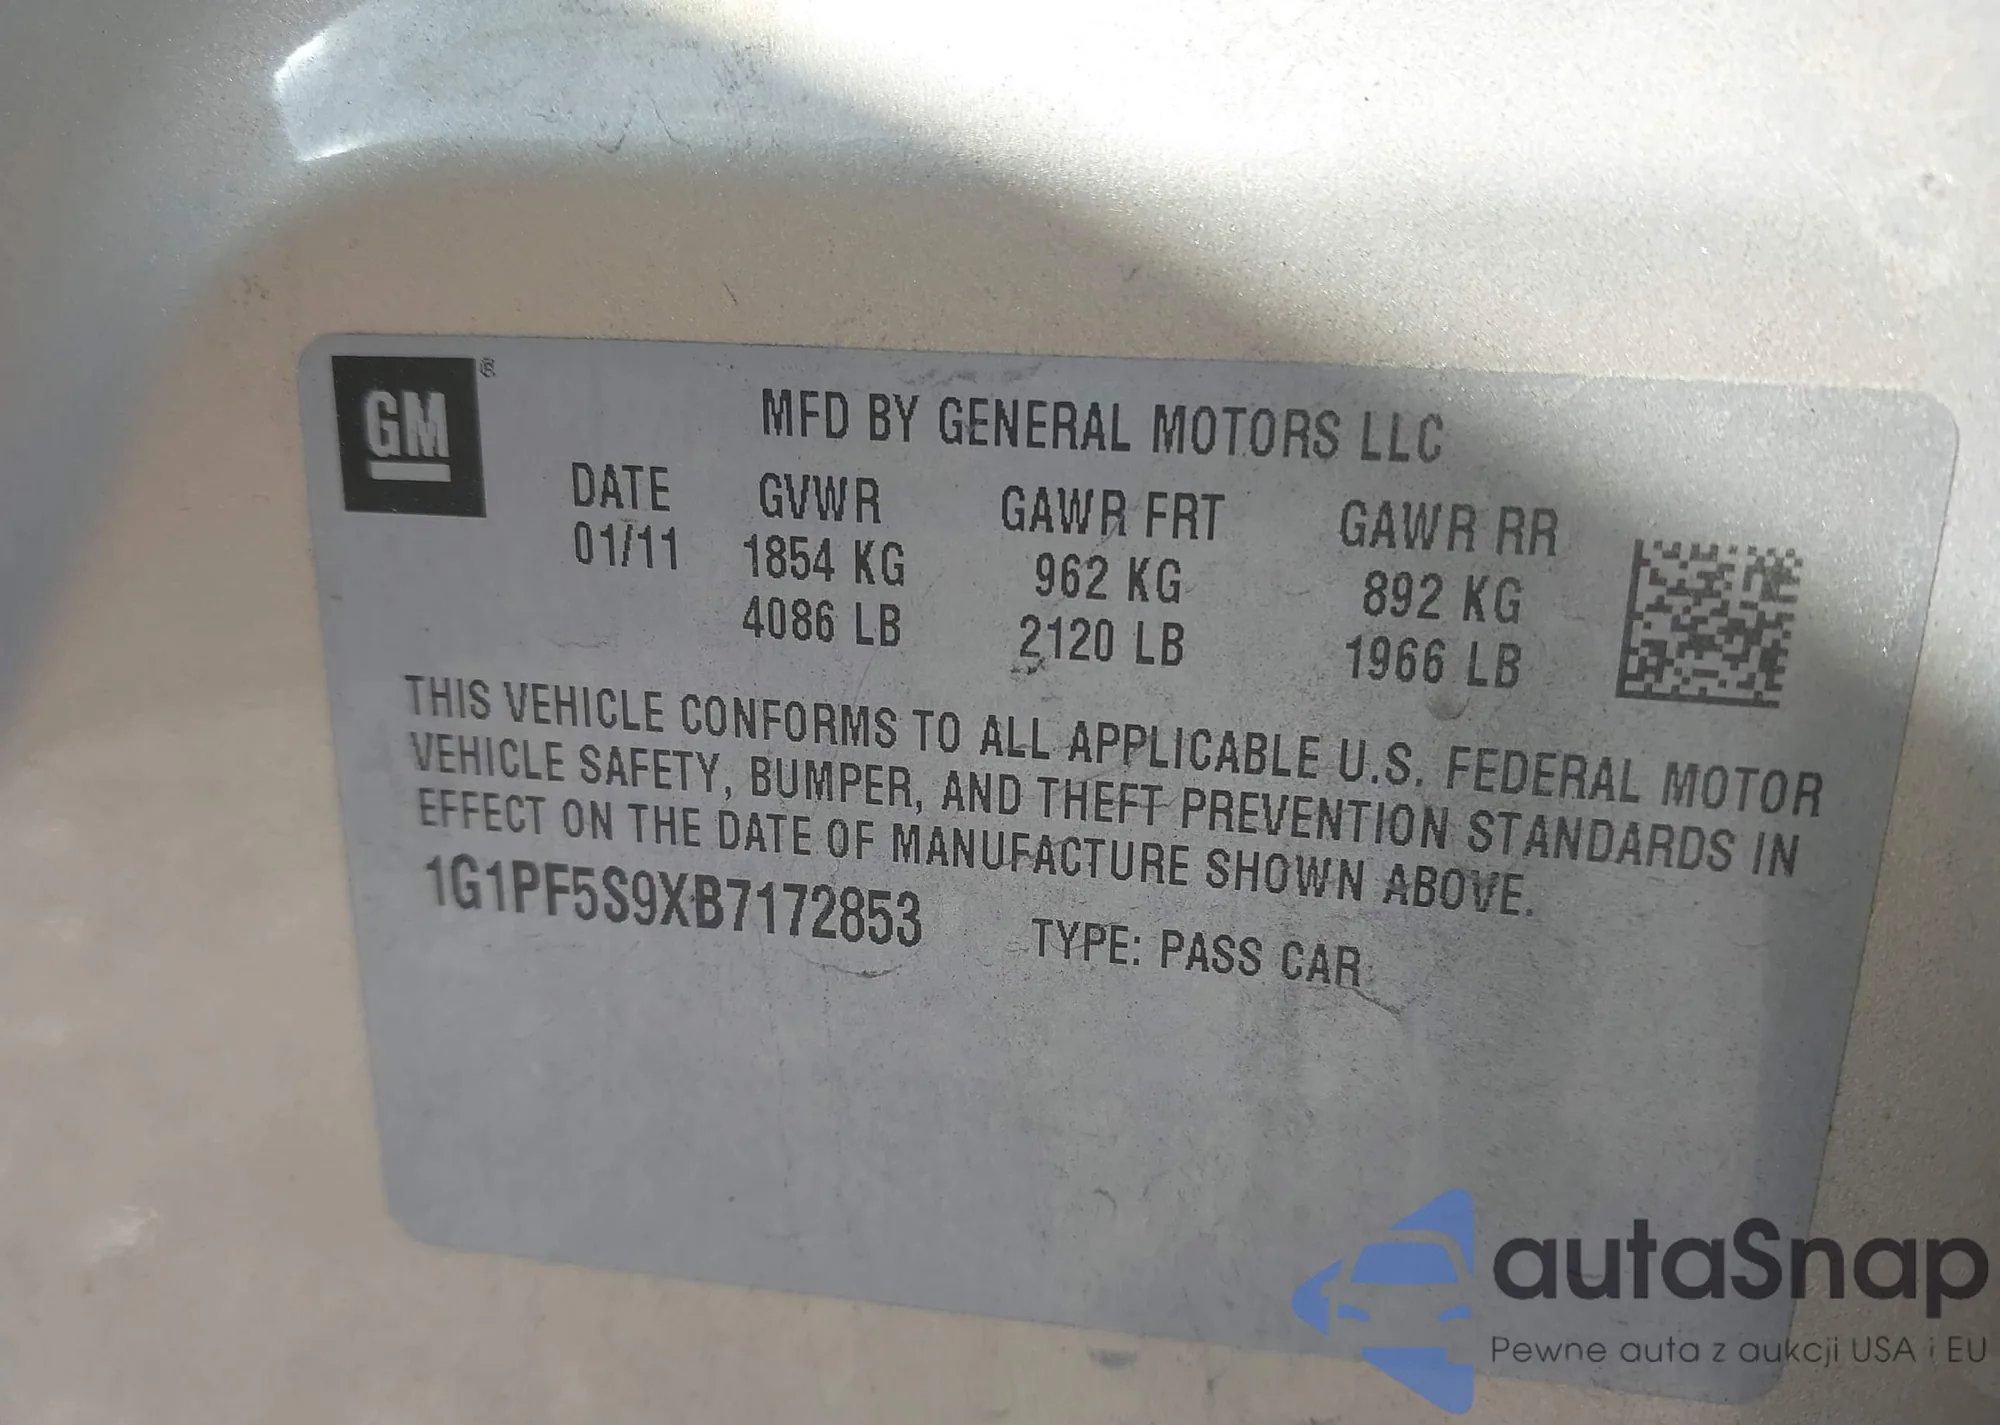 GM ®
MFD BY GENERAL MOTORS LLC
DATE GVWR GAWR FRT GAWR RR
01/11 1854 KG 962 KG 892 KG
4086 LB 2120 LB 1966 LB
THIS VEHICLE CONFORMS TO ALL APPLICABLE U.S. FEDERAL MOTOR
VEHICLE SAFETY, BUMPER, AND THEFT PREVENTION STANDARDS IN
EFFECT ON THE DATE OF MANUFACTURE SHOWN ABOVE.
1G1PF5S9XB7172853 TYPE: PASS CAR
autaSnap
Pewne auta z aukcji USA i EU